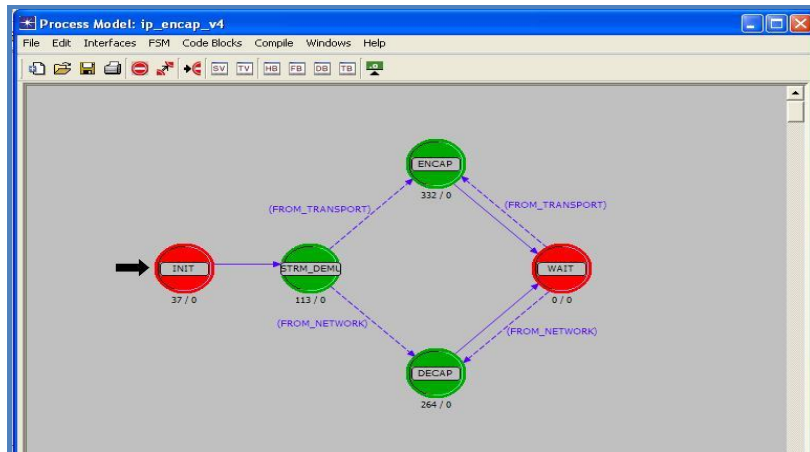 Process Model: ip_encap_v4
File Edit Interfaces FSM Code Blocks Compile Windows Help
SV TV HB FB DB TB
ENCAP
332 / 0
(FROM_TRANSPORT)
(FROM_TRANSPORT)
INIT
37 / 0
STRM_DEMU
113 / 0
WAIT
0 / 0
(FROM_NETWORK)
(FROM_NETWORK)
DECAP
264 / 0